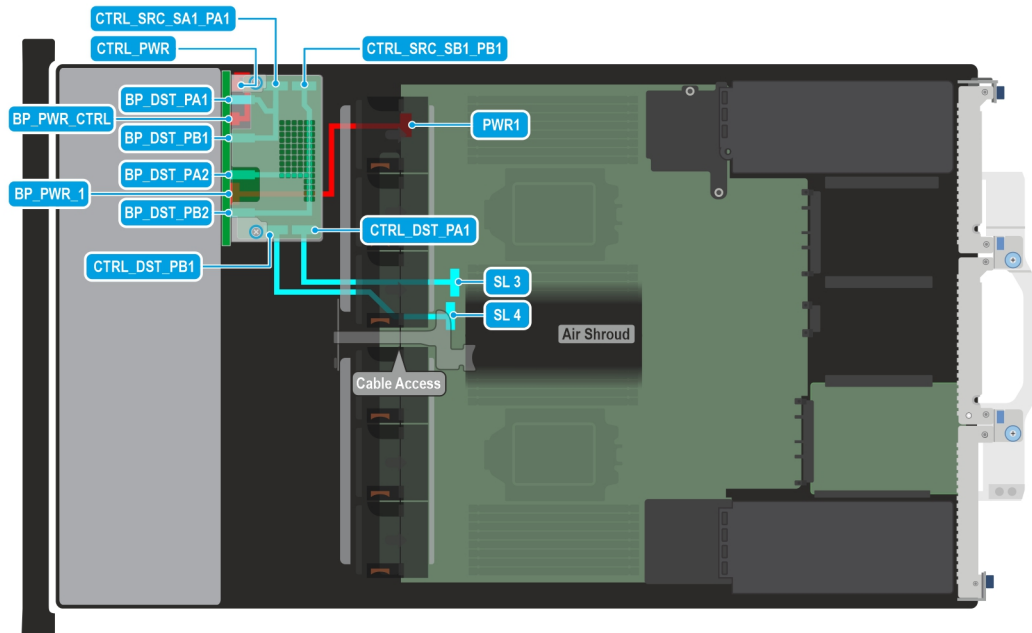 CTRL_SRC_SA1_PA1
CTRL_PWR
CTRL_SRC_SB1_PB1
BP_DST_PA1
BP_PWR_CTRL
PWR1
BP_DST_PB1
BP_DST_PA2
BP_PWR_1
BP_DST_PB2
CTRL_DST_PA1
CTRL_DST_PB1
SL 3
SL 4
Air Shroud
Cable Access